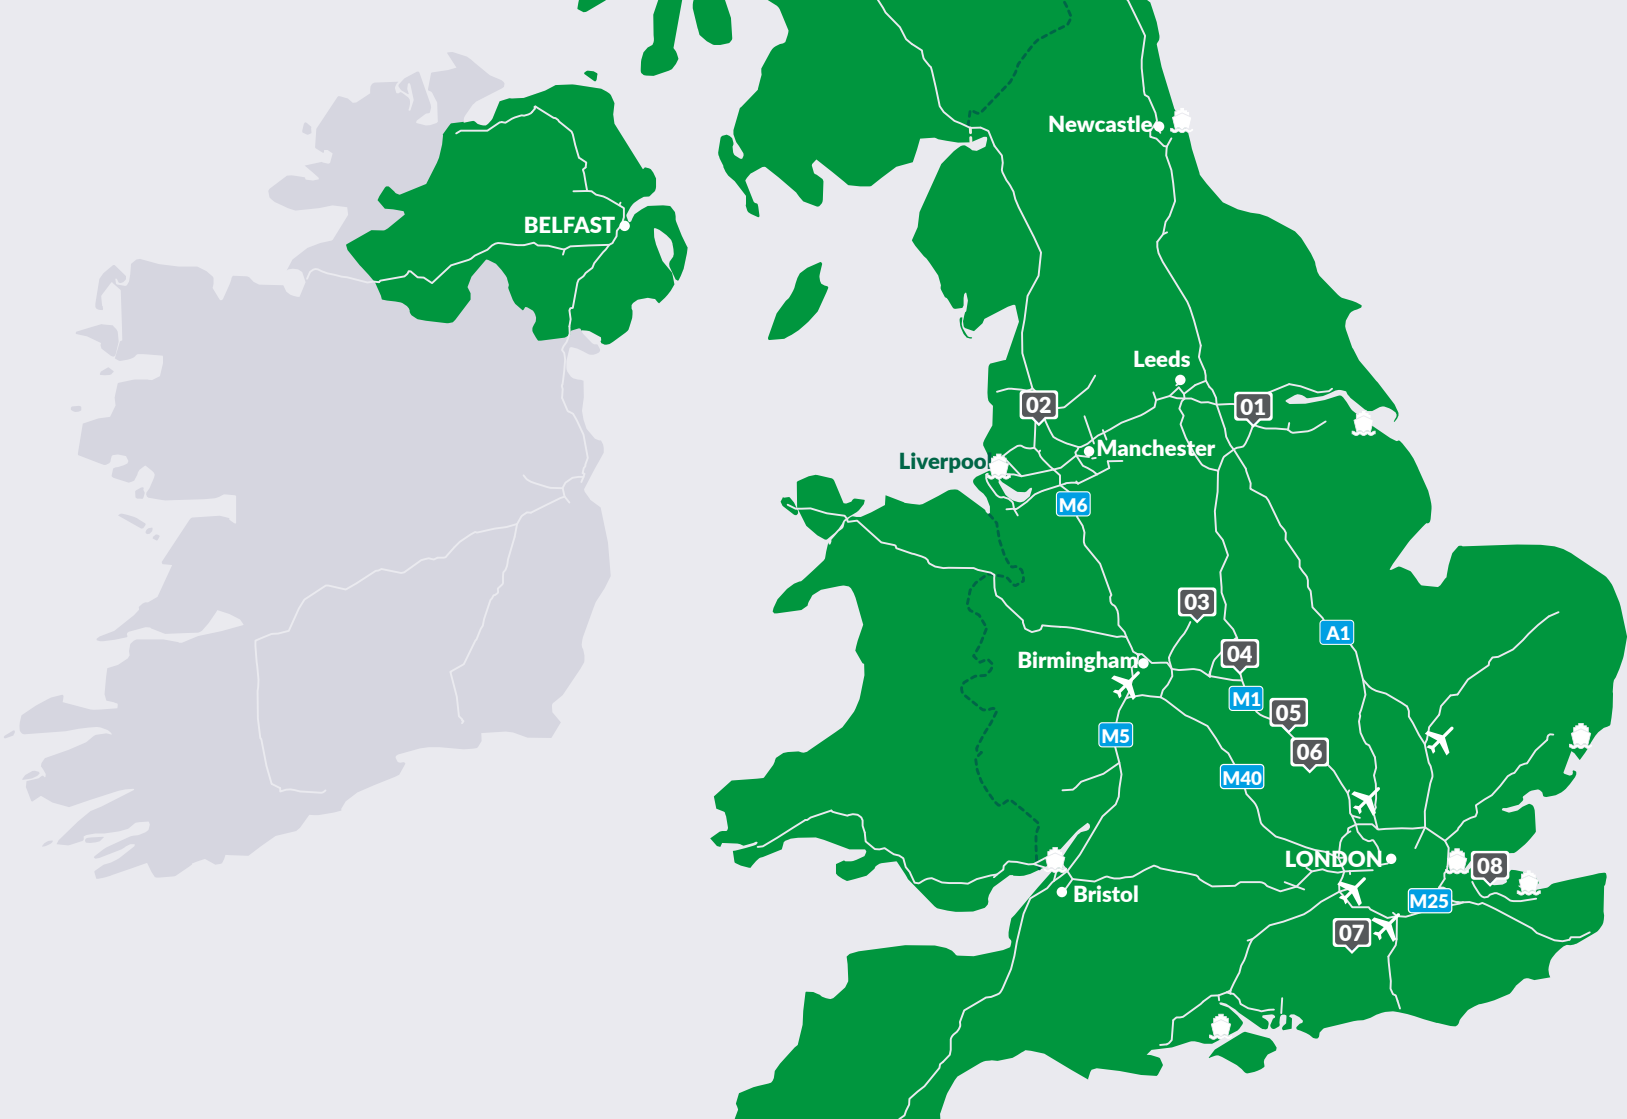 Newcastle
BELFAST
Leeds
02
01
Manchester
Liverpool
M6
03
A1
Birmingham
04
M1
05
M5
06
M40
LONDON
08
Bristol
M25
07